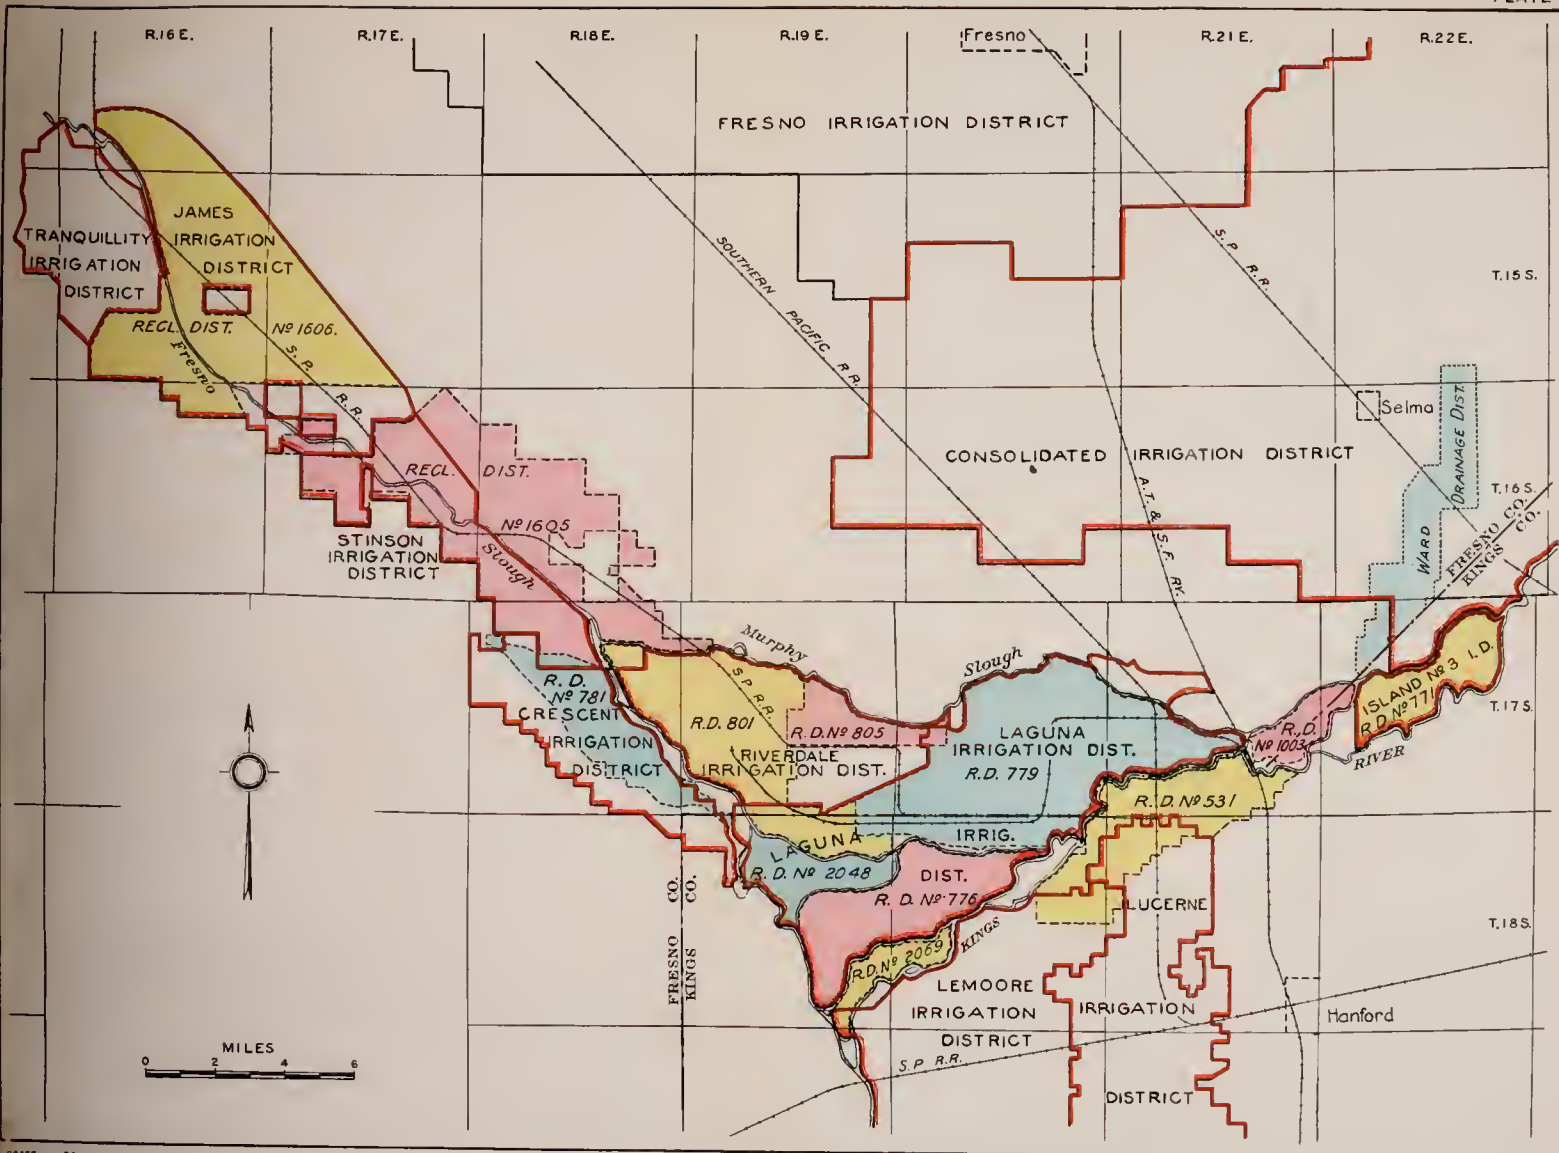 PLATE
R.16 E.
R.17 E.
R.18 E.
R.19 E.
R.21 E.
R.22 E.
Fresno
FRESNO IRRIGATION DISTRICT
JAMES
IRRIGATION
DISTRICT
TRANQUILLITY
IRRIGATION
DISTRICT
RECL. DIST. Nº 1606.
Fresno
S. P.
R. R.
SOUTHERN PACIFIC R.R.
S. P. R.R.
T.15 S.
Selma
CONSOLIDATED IRRIGATION DISTRICT
A.T. & S.F. RY.
WARD DRAINAGE DIST.
T.16 S.
FRESNO CO.
KINGS CO.
RECL. DIST.
Nº 1605
Slough
STINSON
IRRIGATION
DISTRICT
Murphy
Slough
R. D.
Nº 781
CRESCENT
IRRIGATION
DISTRICT
R.D. 801
S P R.R.
R.D. Nº 805
RIVERDALE
IRRIGATION DIST.
LAGUNA
IRRIGATION DIST.
R.D. 779
R. D.
Nº 1003
ISLAND Nº 3 I. D.
R. D. Nº 771
T.17 S.
RIVER
R. D. Nº 531
LAGUNA
IRRIG.
DIST.
R. D. Nº 2048
R. D. Nº 776
R.D. Nº 2069
KINGS
LUCERNE
T.18 S.
FRESNO CO.
KINGS CO.
LEMOORE
IRRIGATION
DISTRICT
IRRIGATION
DISTRICT
Hanford
S. P R.R.
MILES
0 2 4 6